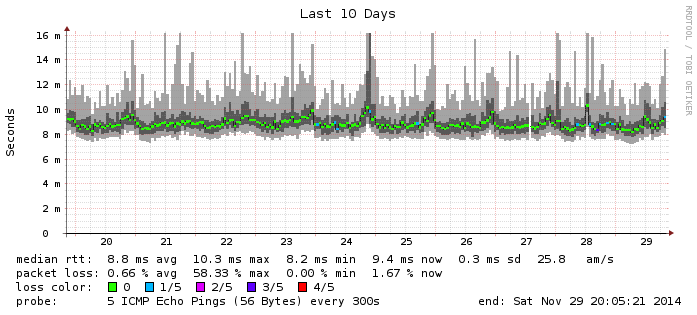 Last 10 Days
RRDTOOL / TOBI OETIKER
Seconds
16 m
14 m
12 m
10 m
8 m
6 m
4 m
2 m
0
20 21 22 23 24 25 26 27 28 29
median rtt: 8.8 ms avg 10.3 ms max 8.2 ms min 9.4 ms now 0.3 ms sd 25.8 am/s
packet loss: 0.66 % avg 58.33 % max 0.00 % min 1.67 % now
loss color: 0 1/5 2/5 3/5 4/5
probe: 5 ICMP Echo Pings (56 Bytes) every 300s end: Sat Nov 29 20:05:21 2014